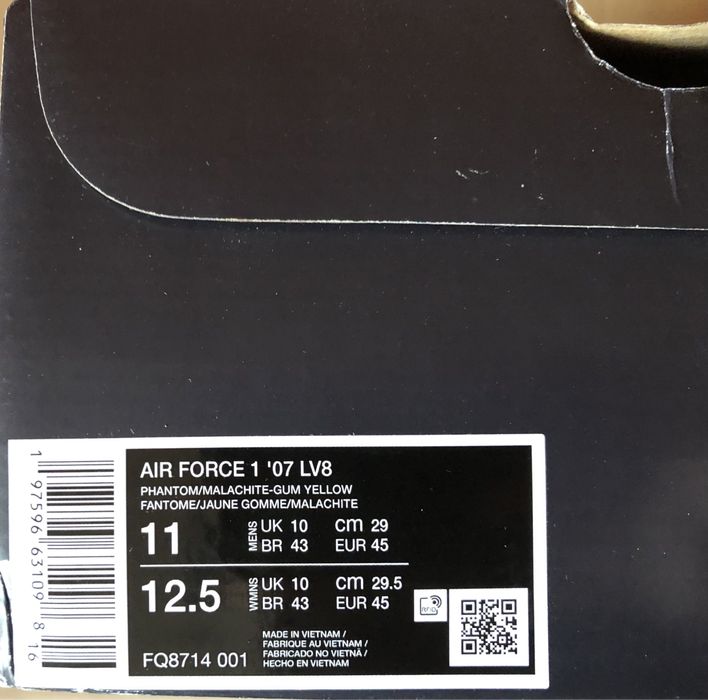 AIR FORCE 1 '07 LV8
PHANTOM/MALACHITE-GUM YELLOW
FANTOME/JAUNE GOMME/MALACHITE
11 MENS UK 10 cm 29
BR 43 EUR 45
12.5 WMNS UK 10 cm 29.5
BR 43 EUR 45
RFID
FQ8714 001
MADE IN VIETNAM /
FABRIQUE AU VIETNAM /
FABRICADO NO VIETNÃ /
HECHO EN VIETNAM
1 97596 63109 8 16